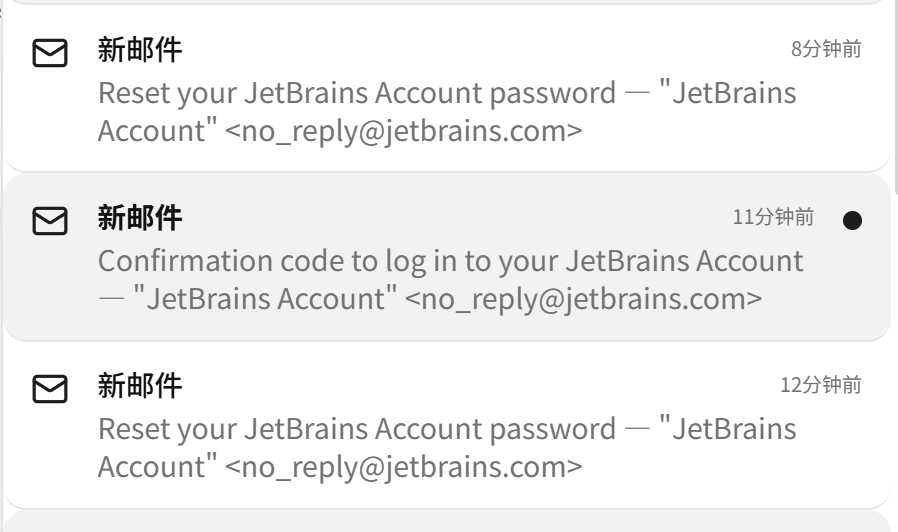 新邮件
8分钟前
Reset your JetBrains Account password — "JetBrains
Account" <no_reply@jetbrains.com>
新邮件
11分钟前
Confirmation code to log in to your JetBrains Account
— "JetBrains Account" <no_reply@jetbrains.com>
新邮件
12分钟前
Reset your JetBrains Account password — "JetBrains
Account" <no_reply@jetbrains.com>